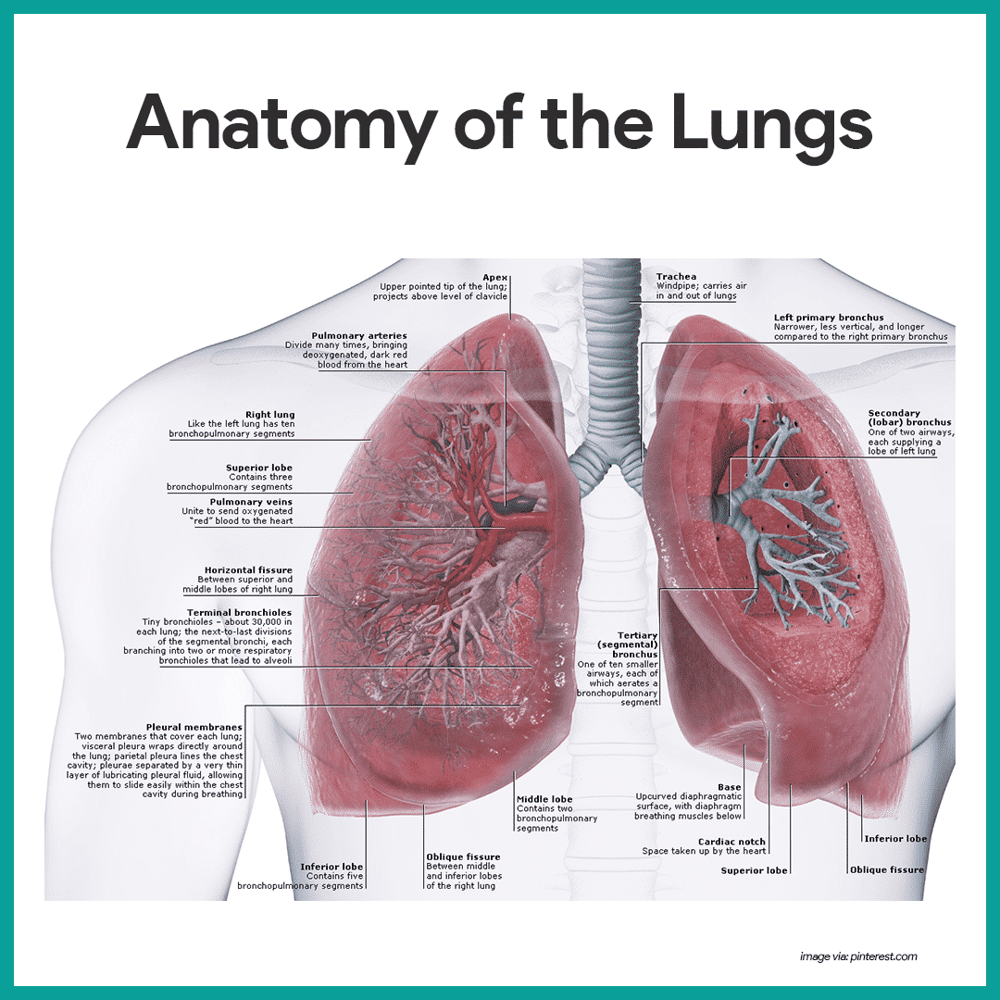 Anatomy of the Lungs
Apex
Upper pointed tip of the lung;
projects above level of clavicle
Trachea
Windpipe; carries air
in and out of lungs
Left primary bronchus
Narrower, less vertical, and longer
compared to the right primary bronchus
Pulmonary arteries
Divide many times, bringing
deoxygenated, dark red
blood from the heart
Right lung
Like the left lung has ten
bronchopulmonary segments
Secondary
(lobar) bronchus
One of two airways,
each supplying a
lobe of left lung
Superior lobe
Contains three
bronchopulmonary segments
Pulmonary veins
Unite to send oxygenated
“red” blood to the heart
Horizontal fissure
Between superior and
middle lobes of right lung
Terminal bronchioles
Tiny bronchioles – about 30,000 in
each lung; the next-to-last divisions
of the segmental bronchi, each
branching into two or more respiratory
bronchioles that lead to alveoli
Tertiary
(segmental)
bronchus
One of ten smaller
airways, each of
which aerates a
bronchopulmonary
segment
Pleural membranes
Two membranes that cover each lung;
visceral pleura wraps directly around
the lung; parietal pleura lines the chest
cavity; pleurae separated by a very thin
layer of lubricating pleural fluid, allowing
them to slide easily within the chest
cavity during breathing
Middle lobe
Contains two
bronchopulmonary
segments
Base
Upcurved diaphragmatic
surface, with diaphragm
breathing muscles below
Cardiac notch
Space taken up by the heart
Inferior lobe
Inferior lobe
Contains five
bronchopulmonary segments
Oblique fissure
Between middle
and inferior lobes
of the right lung
Superior lobe
Oblique fissure
image via: pinterest.com